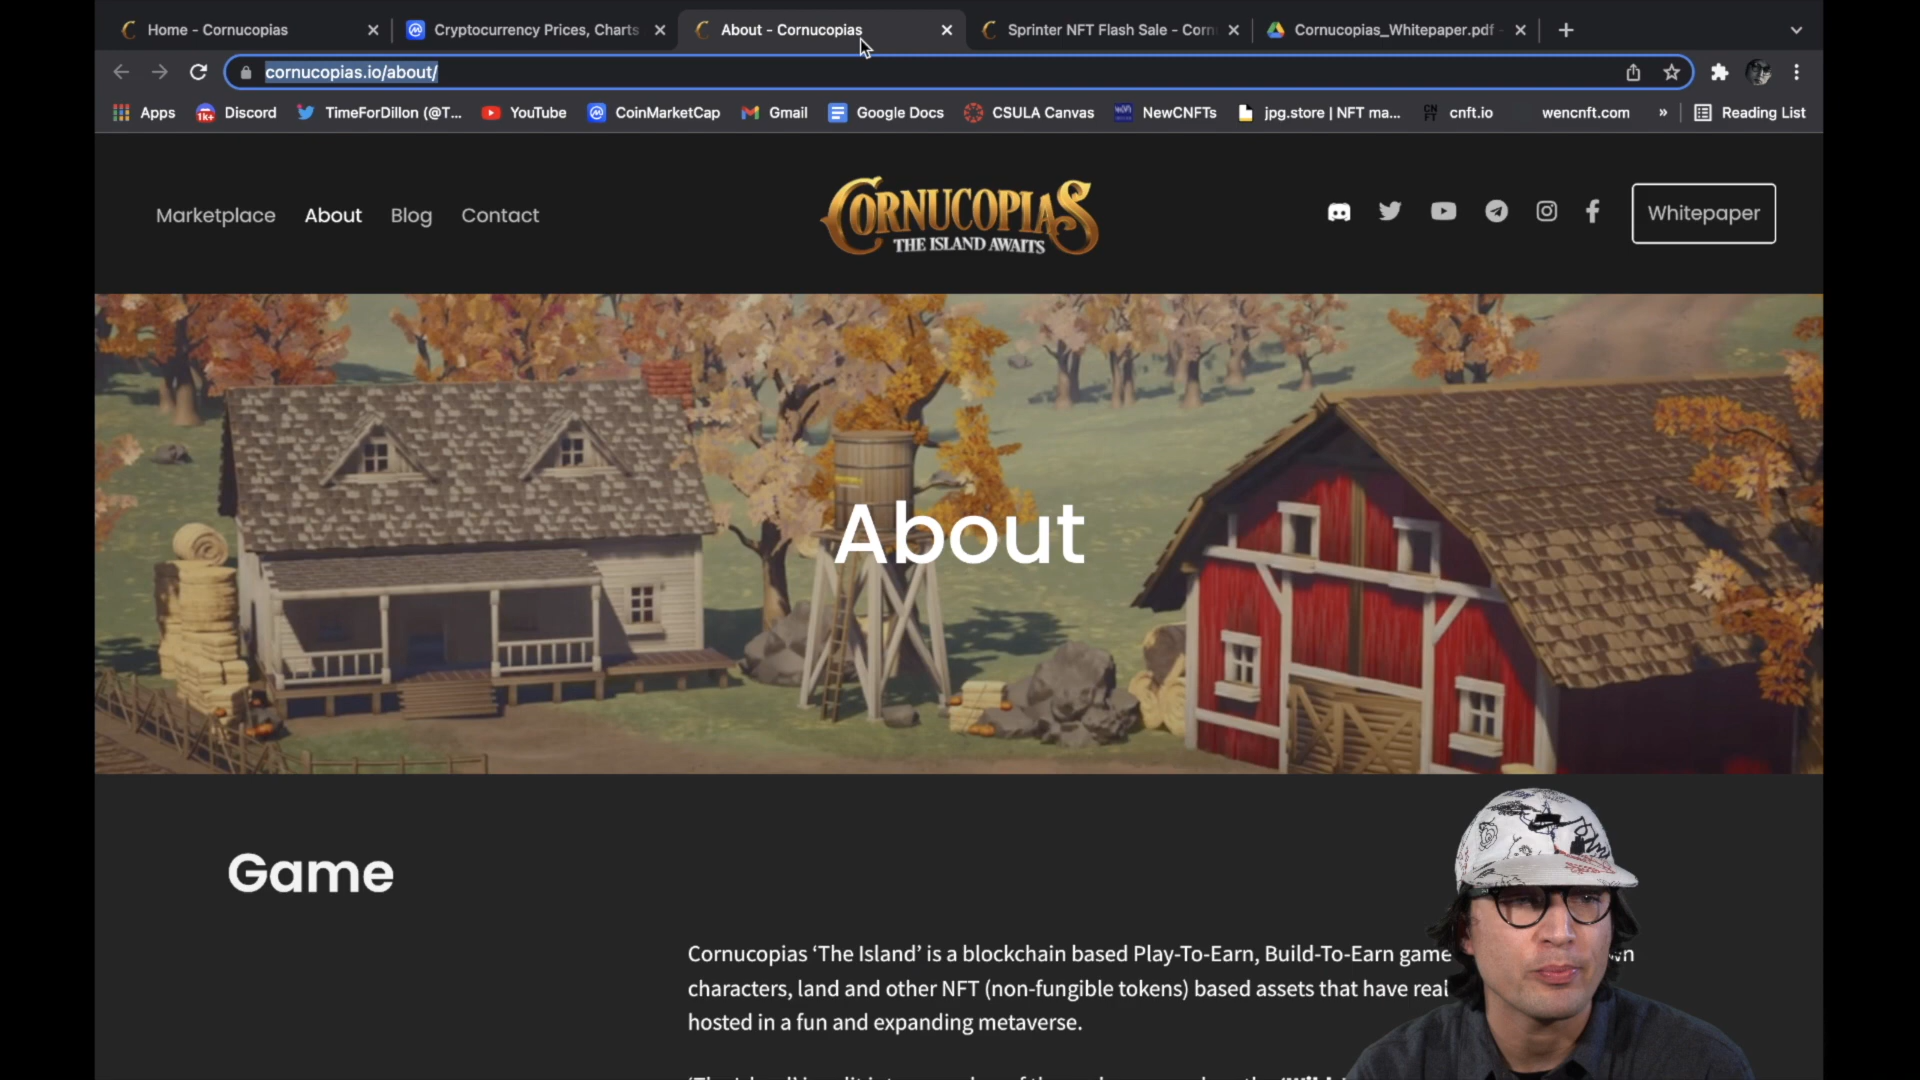 Home - Cornucopias
Cryptocurrency Prices, Charts
About - Cornucopias
Sprinter NFT Flash Sale - Corn
Cornucopias_Whitepaper.pdf -
cornucopias.io/about/
Apps
1k+
Discord
TimeForDillon (@T...
YouTube
CoinMarketCap
Gmail
Google Docs
CSULA Canvas
NewCNFTs
jpg.store | NFT ma...
CNFT
cnft.io
wencnft.com
»
Reading List
Marketplace
About
Blog
Contact
CORNUCOPIAS
THE ISLAND AWAITS
Whitepaper
About
Game
Cornucopias ‘The Island’ is a blockchain based Play-To-Earn, Build-To-Earn game
characters, land and other NFT (non-fungible tokens) based assets that have real
hosted in a fun and expanding metaverse.